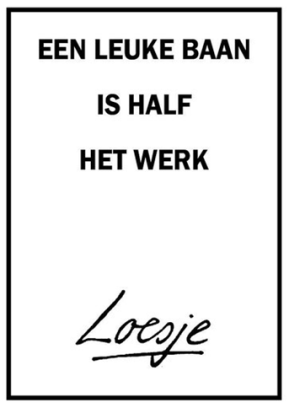 EEN LEUKE BAAN
IS HALF
HET WERK
Loesje